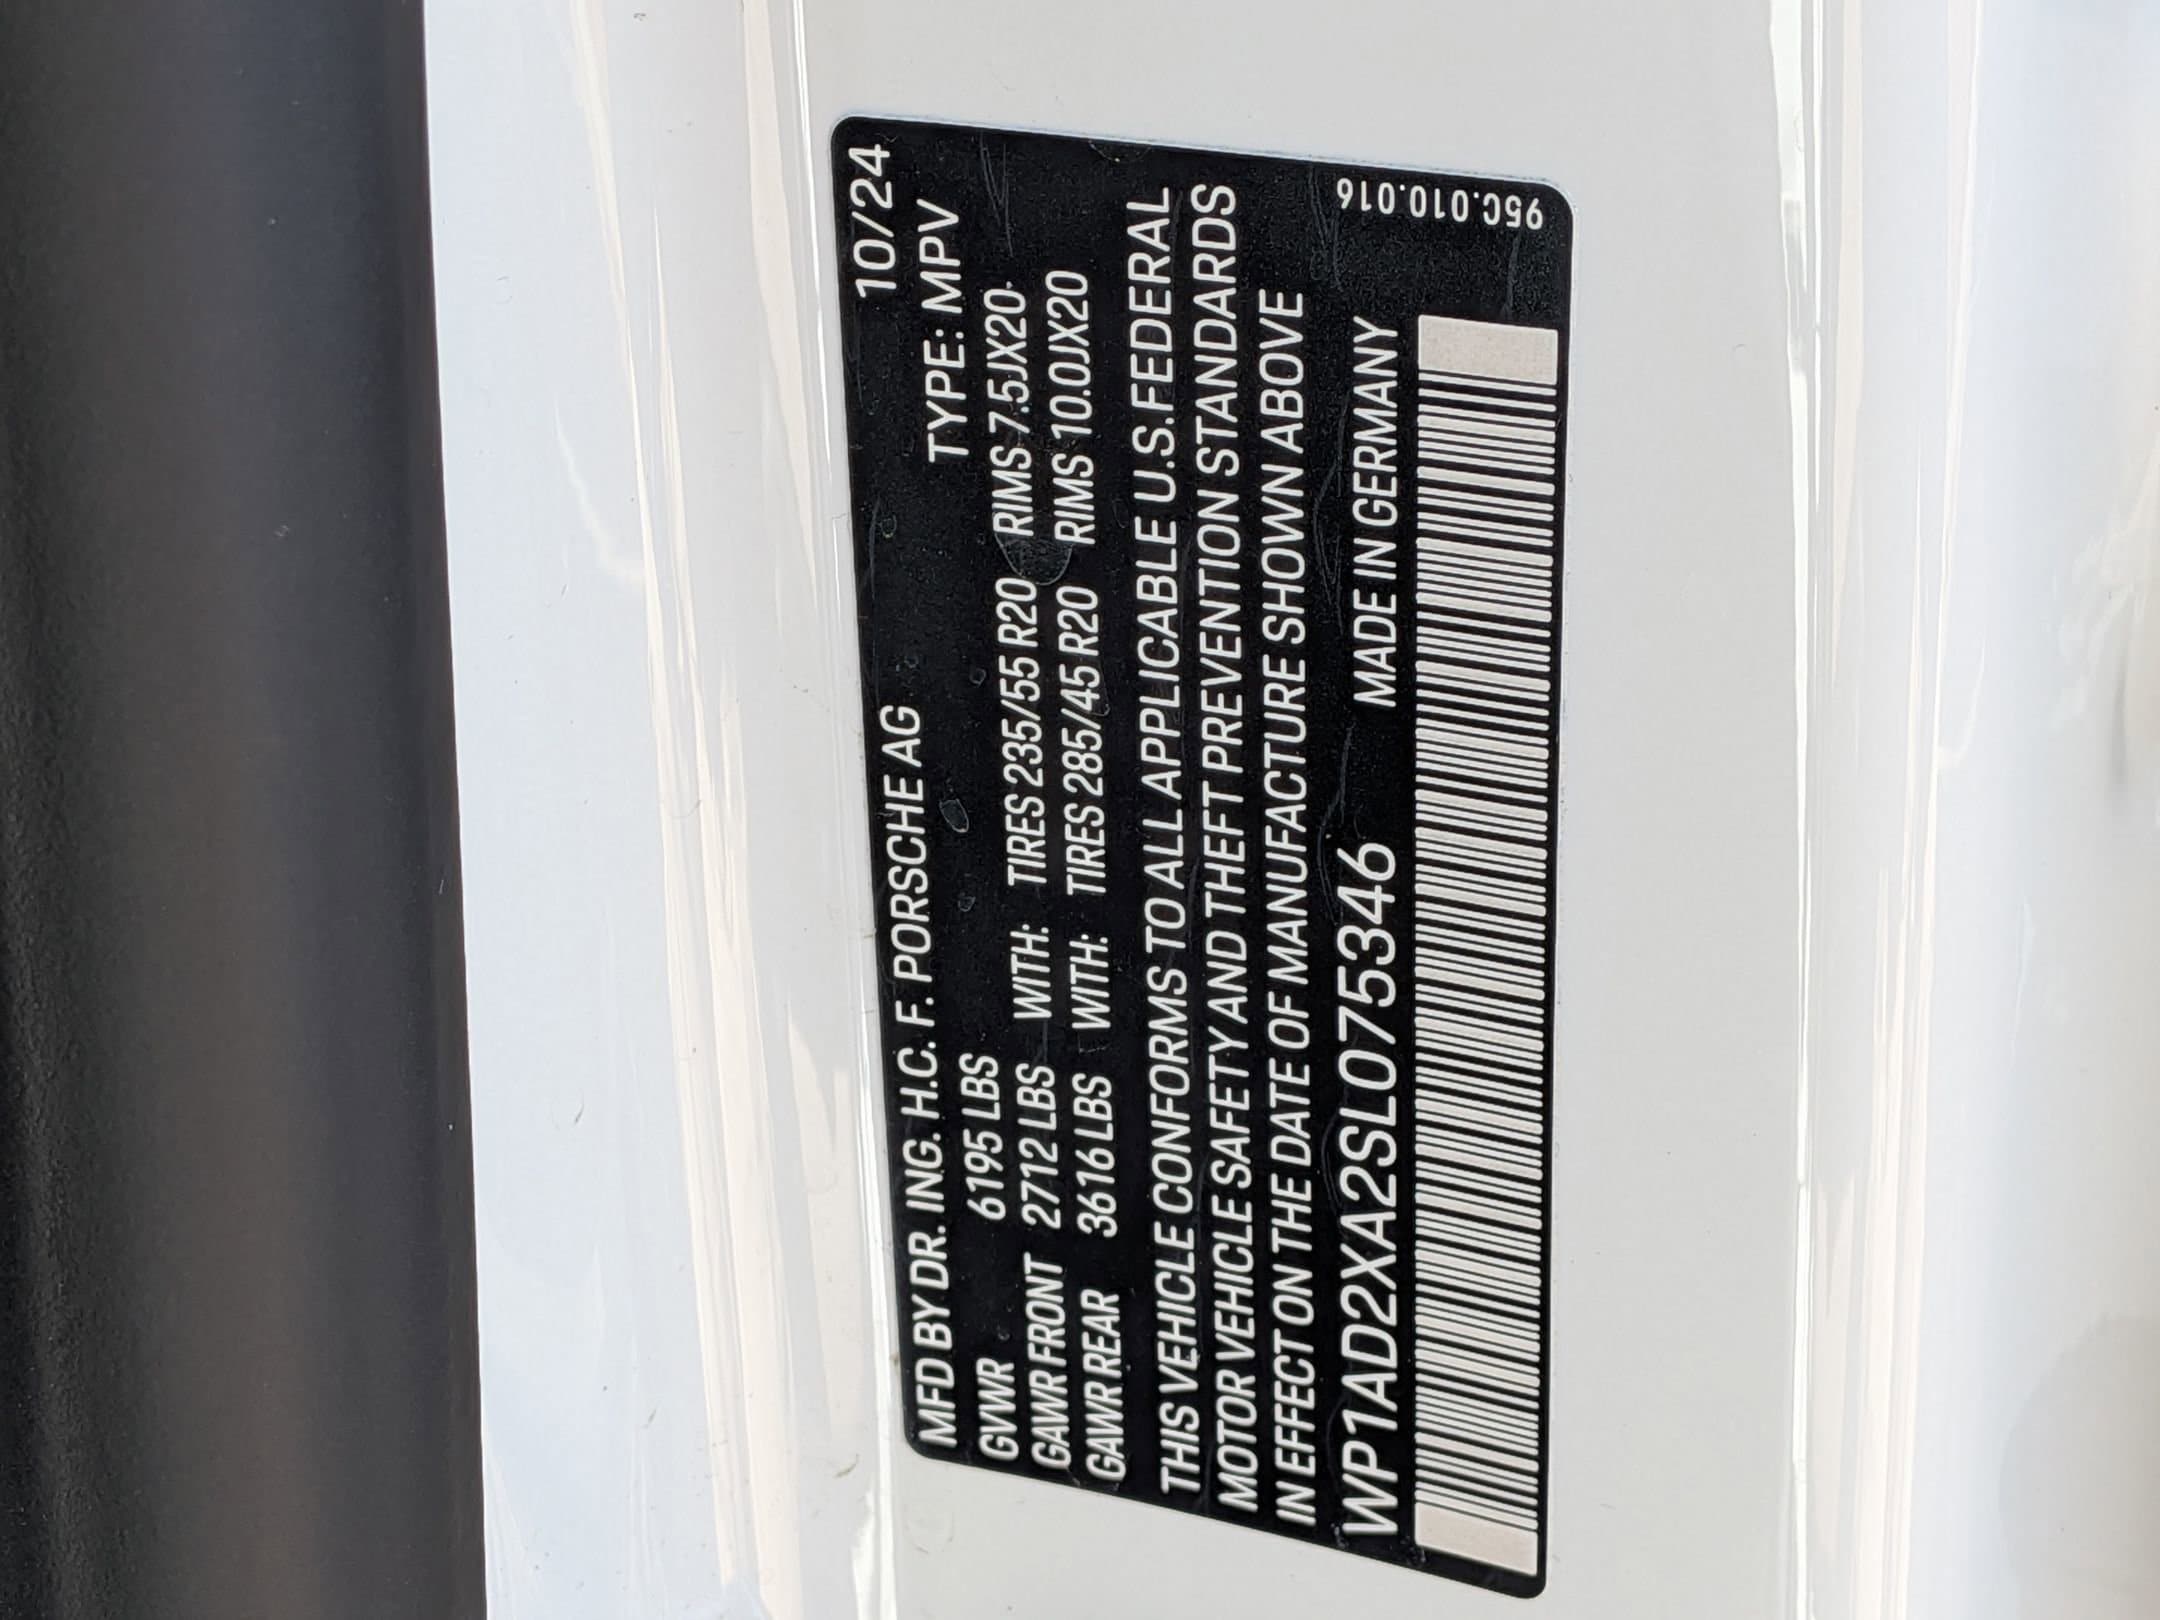 MFD BY DR. ING. H.C. F. PORSCHE AG 10/24
GVWR 6195 LBS TYPE: MPV
GAWR FRONT 2712 LBS WITH: TIRES 235/55 R20 RIMS 7.5JX20
GAWR REAR 3616 LBS WITH: TIRES 285/45 R20 RIMS 10.0JX20
THIS VEHICLE CONFORMS TO ALL APPLICABLE U.S.FEDERAL
MOTOR VEHICLE SAFETY AND THEFT PREVENTION STANDARDS
IN EFFECT ON THE DATE OF MANUFACTURE SHOWN ABOVE
WP1AD2XA2SL075346 MADE IN GERMANY
95C.010.016